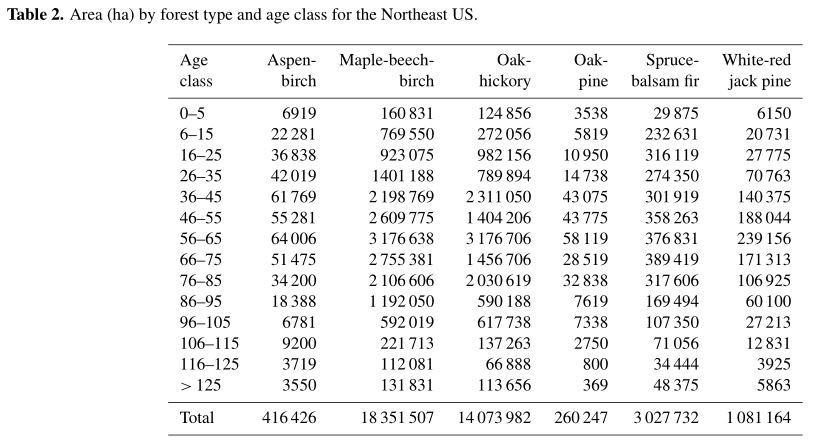 Table 2. Area (ha) by forest type and age class for the Northeast US.
Age Aspen- Maple-beech- Oak- Oak- Spruce- White-red
class birch birch hickory pine balsam fir jack pine
0–5 6919 160 831 124 856 3538 29 875 6150
6–15 22 281 769 550 272 056 5819 232 631 20 731
16–25 36 838 923 075 982 156 10 950 316 119 27 775
26–35 42 019 1401 188 789 894 14 738 274 350 70 763
36–45 61 769 2 198 769 2 311 050 43 075 301 919 140 375
46–55 55 281 2 609 775 1 404 206 43 775 358 263 188 044
56–65 64 006 3 176 638 3 176 706 58 119 376 831 239 156
66–75 51 475 2 755 381 1 456 706 28 519 389 419 171 313
76–85 34 200 2 106 606 2 030 619 32 838 317 606 106 925
86–95 18 388 1 192 050 590 188 7619 169 494 60 100
96–105 6781 592 019 617 738 7338 107 350 27 213
106–115 9200 221 713 137 263 2750 71 056 12 831
116–125 3719 112 081 66 888 800 34 444 3925
> 125 3550 131 831 113 656 369 48 375 5863
Total 416 426 18 351 507 14 073 982 260 247 3 027 732 1 081 164